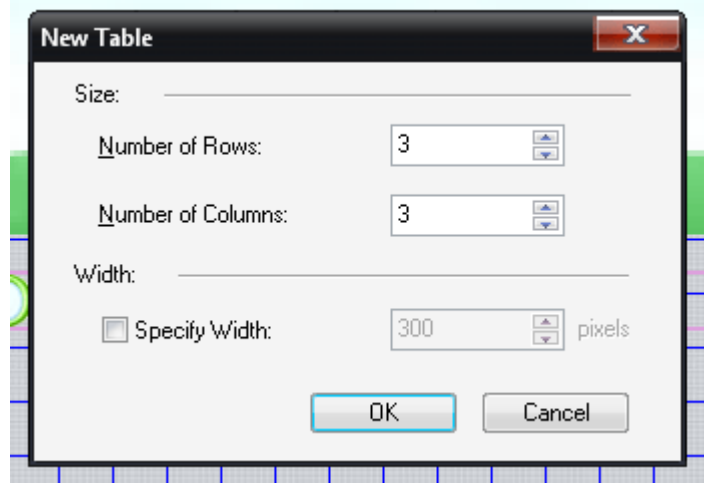 New Table
Size:
Number of Rows: 3
Number of Columns: 3
Width:
Specify Width: 300 pixels
OK Cancel